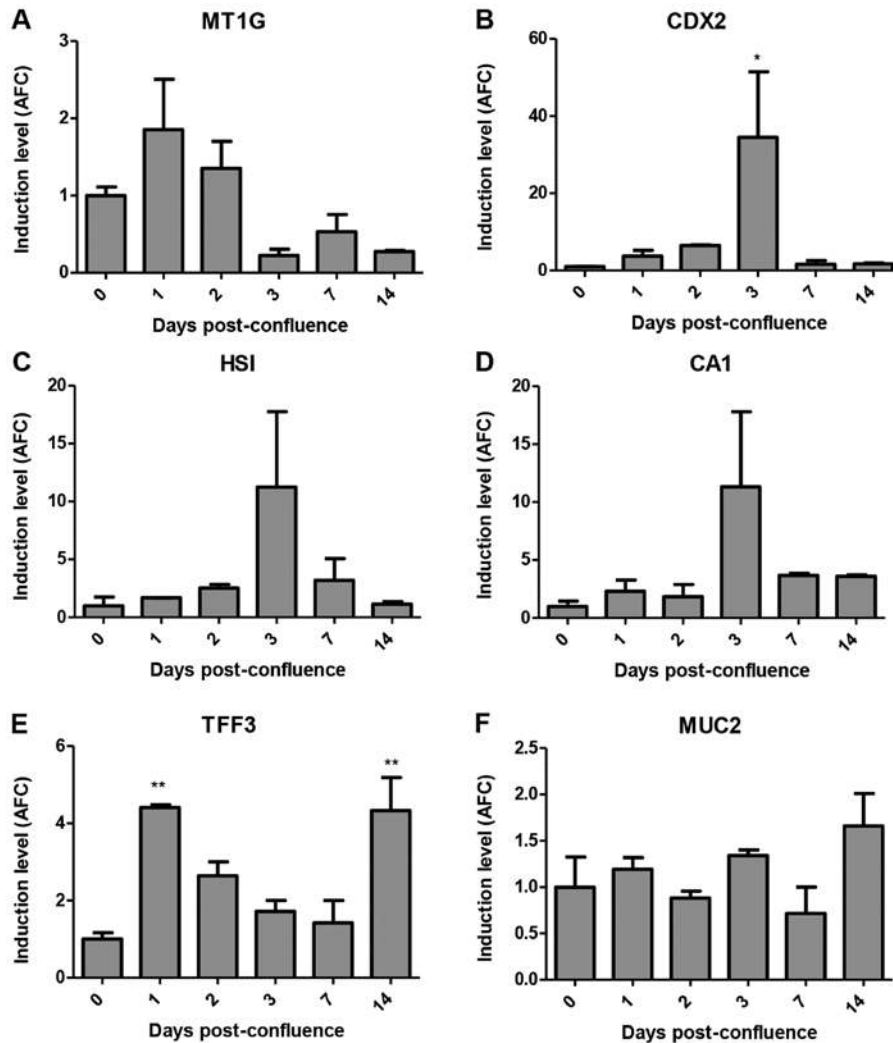 A
MT1G
Induction level (AFC)
3
2
1
0
0 1 2 3 7 14
Days post-confluence
B
CDX2
Induction level (AFC)
60
40
20
0
*
0 1 2 3 7 14
Days post-confluence
C
HSI
Induction level (AFC)
20
15
10
5
0
0 1 2 3 7 14
Days post-confluence
D
CA1
Induction level (AFC)
20
15
10
5
0
0 1 2 3 7 14
Days post-confluence
E
TFF3
Induction level (AFC)
6
4
2
0
** **
0 1 2 3 7 14
Days post-confluence
F
MUC2
Induction level (AFC)
2.5
2.0
1.5
1.0
0.5
0.0
0 1 2 3 7 14
Days post-confluence